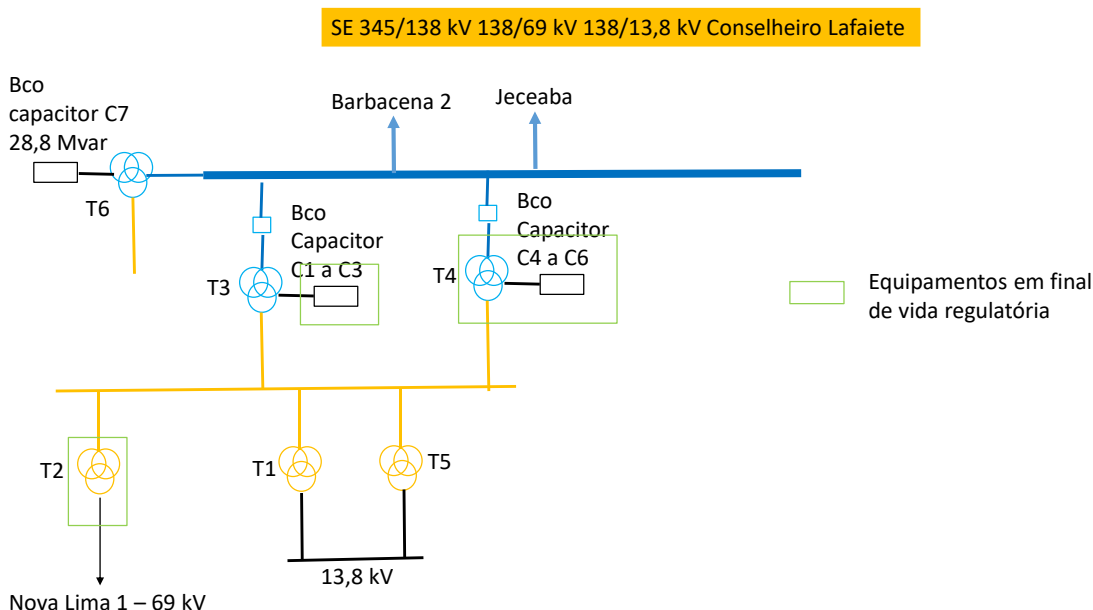 SE 345/138 kV 138/69 kV 138/13,8 kV Conselheiro Lafaiete
Bco
capacitor C7
28,8 Mvar
Barbacena 2
Jeceaba
T6
Bco
Capacitor
C1 a C3
T3
Bco
Capacitor
C4 a C6
T4
Equipamentos em final
de vida regulatória
T2
T1
T5
13,8 kV
Nova Lima 1 – 69 kV